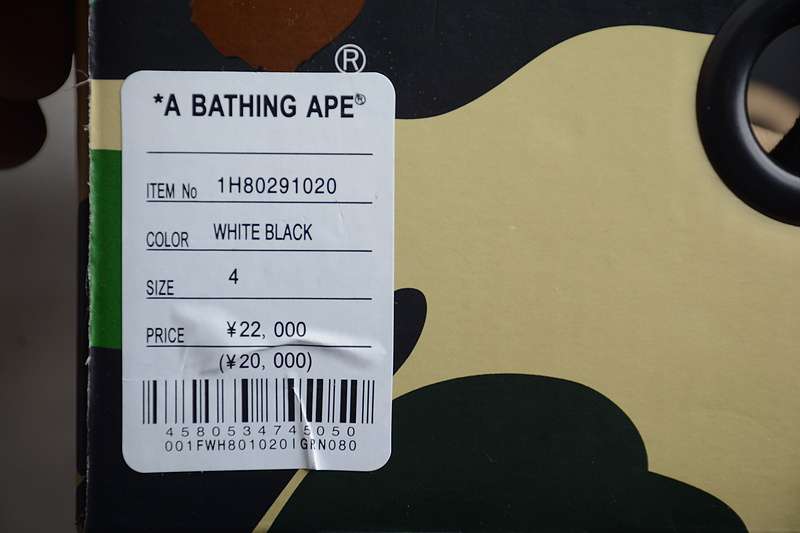 ®
*A BATHING APE®
ITEM No 1H80291020
COLOR WHITE BLACK
SIZE 4
PRICE ¥22, 000
(¥20, 000)
4580534745050
001FWH801020IGRN080